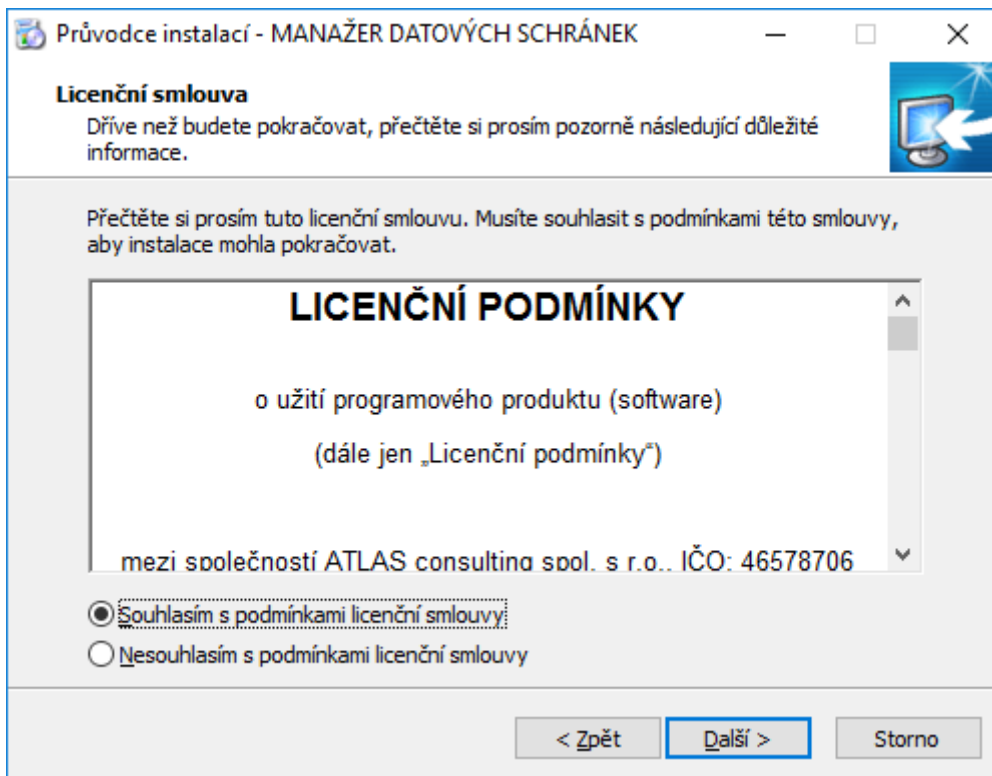 Průvodce instalací - MANAŽER DATOVÝCH SCHRÁNEK
Licenční smlouva
Dříve než budete pokračovat, přečtěte si prosím pozorně následující důležité
informace.
Přečtěte si prosím tuto licenční smlouvu. Musíte souhlasit s podmínkami této smlouvy,
aby instalace mohla pokračovat.
LICENČNÍ PODMÍNKY
o užití programového produktu (software)
(dále jen „Licenční podmínky“)
mezi společností ATLAS consulting spol. s r.o., IČO: 46578706
Souhlasím s podmínkami licenční smlouvy
Nesouhlasím s podmínkami licenční smlouvy
< Zpět
Další >
Storno